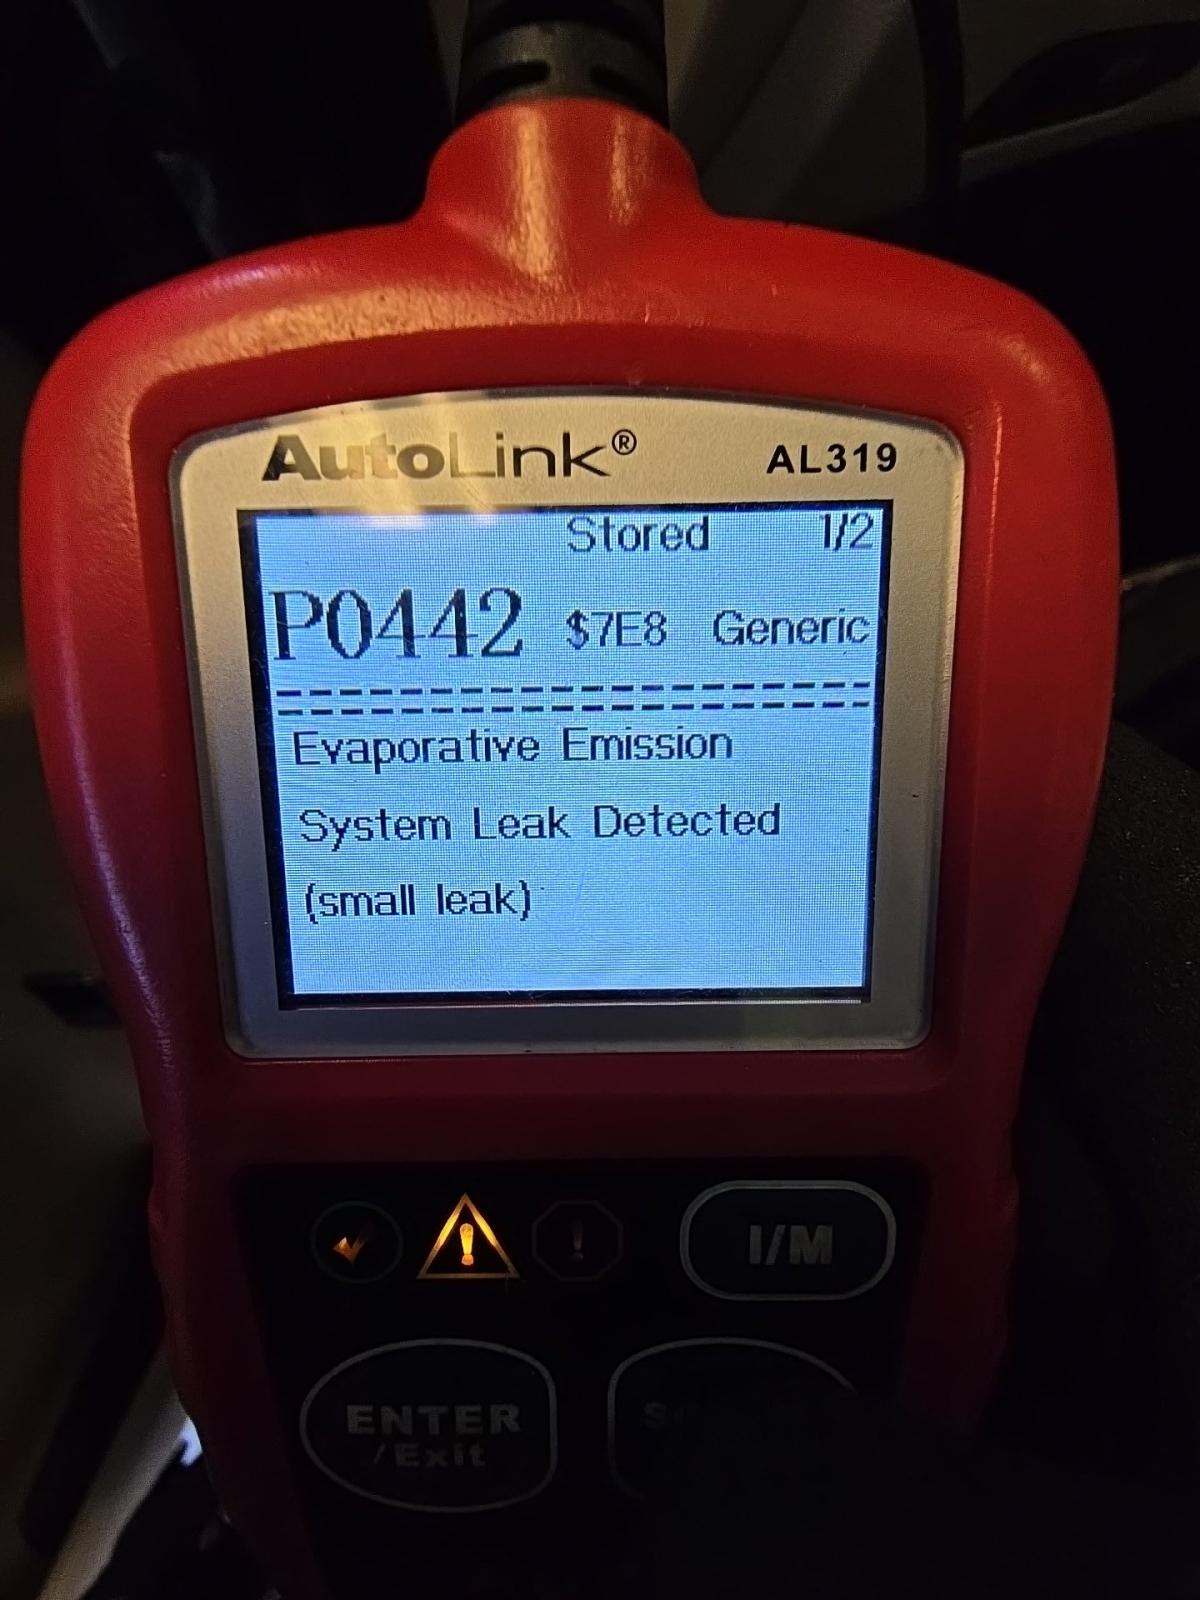 AutoLink® AL319
Stored 1/2
P0442 $7E8 Generic
Evaporative Emission
System Leak Detected
(small leak)
I/M
ENTER
/Exit